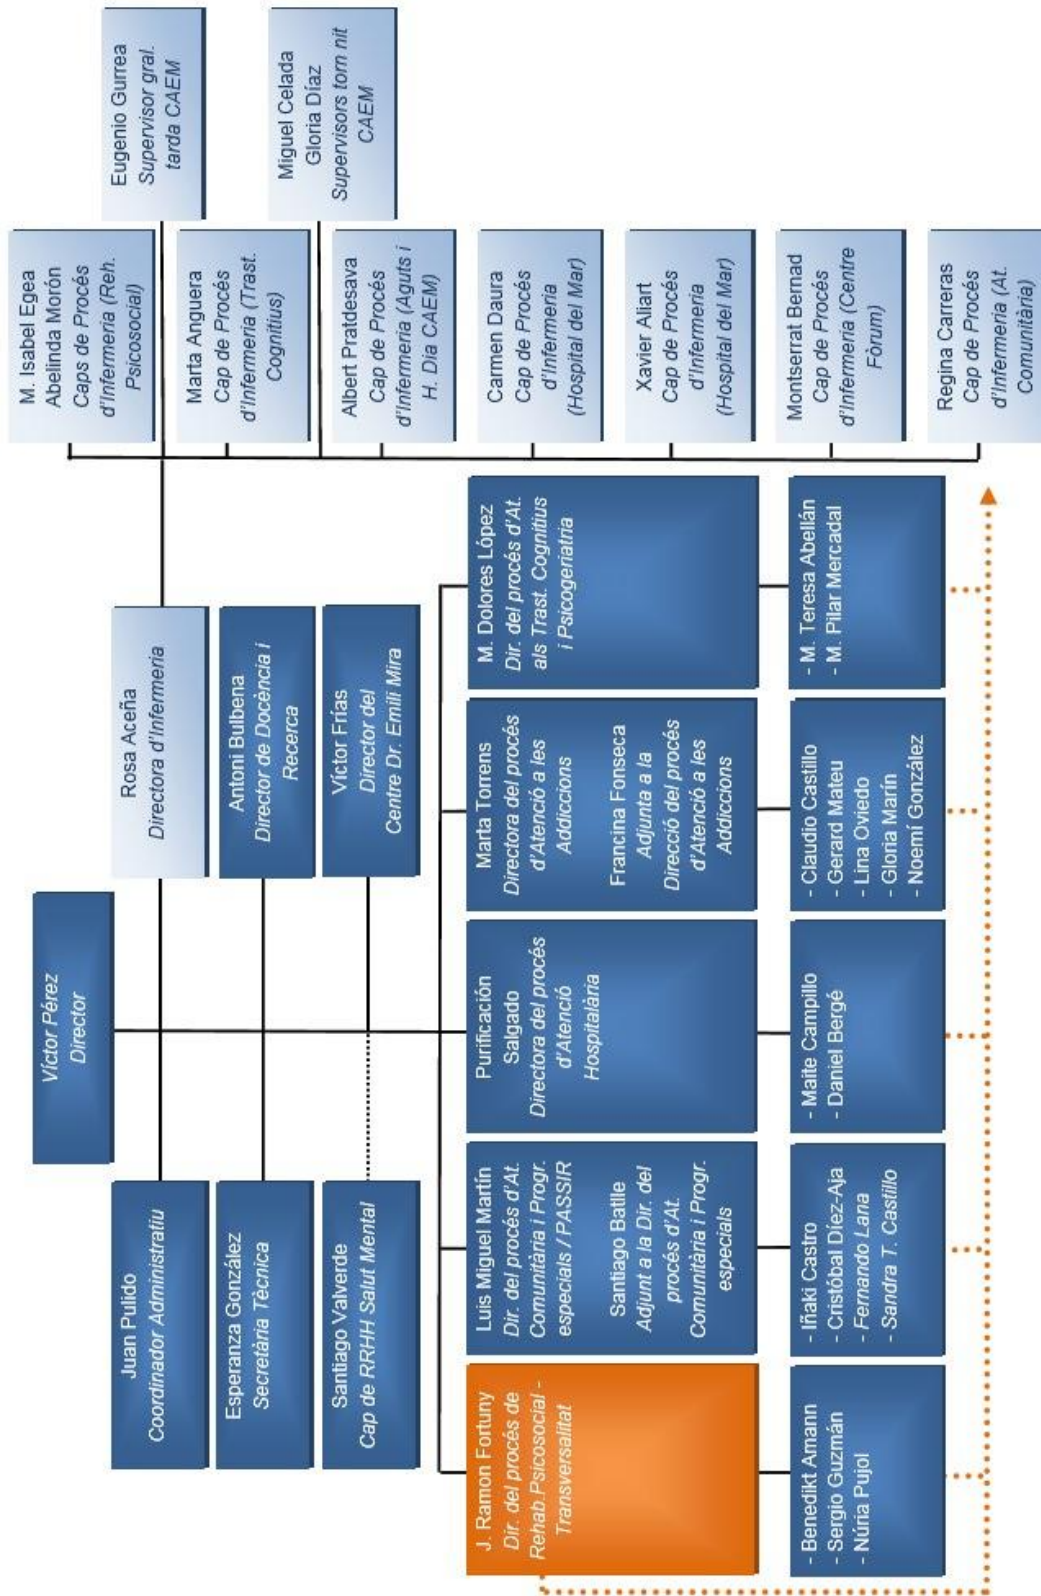 Víctor Pérez
Director
Juan Pulido
Coordinador Administratiu
Rosa Aceña
Directora d'Infermeria
Esperanza González
Secretària Tècnica
Antoni Bulbena
Director de Docència i
Recerca
Santiago Valverde
Cap de RRHH Salut Mental
Víctor Frías
Director del
Centre Dr. Emili Mira
J. Ramon Fortuny
Dir. del procés de
Rehab.Psicosocial -
Transversalitat
Luis Miguel Martín
Dir. del procés d'At.
Comunitària i Progr.
especials / PASSIR
Santiago Batlle
Adjunt a la Dir. del
procés d'At.
Comunitària i Progr.
especials
Purificación
Salgado
Directora del procés
d'Atenció
Hospitalària
Marta Torrens
Directora del procés
d'Atenció a les
Addiccions
Francina Fonseca
Adjunta a la
Direcció del procés
d'Atenció a les
Addiccions
M. Dolores López
Dir. del procés d'At.
als Trast. Cognitius
i Psicogeriatria
- Benedikt Amann
- Sergio Guzmán
- Núria Pujol
- Iñaki Castro
- Cristóbal Díez-Aja
- Fernando Lana
- Sandra T. Castillo
- Maite Campillo
- Daniel Bergé
- Claudio Castillo
- Gerard Mateu
- Lina Oviedo
- Gloria Marín
- Noemí González
- M. Teresa Abellán
- M. Pilar Mercadal
M. Isabel Egea
Abelinda Morón
Caps de Procés
d'Infermeria (Reh.
Psicosocial)
Eugenio Gurrea
Supervisor gral.
tarda CAEM
Marta Anguera
Cap de Procés
d'Infermeria (Trast.
Cognitius)
Miguel Celada
Gloria Díaz
Supervisors torn nit
CAEM
Albert Pratdesava
Cap de Procés
d'Infermeria (Aguts i
H. Dia CAEM)
Carmen Daura
Cap de Procés
d'Infermeria
(Hospital del Mar)
Xavier Aliart
Cap de Procés
d'Infermeria
(Hospital del Mar)
Montserrat Bernad
Cap de Procés
d'Infermeria (Centre
Fòrum)
Regina Carreras
Cap de Procés
d'Infermeria (At.
Comunitària)